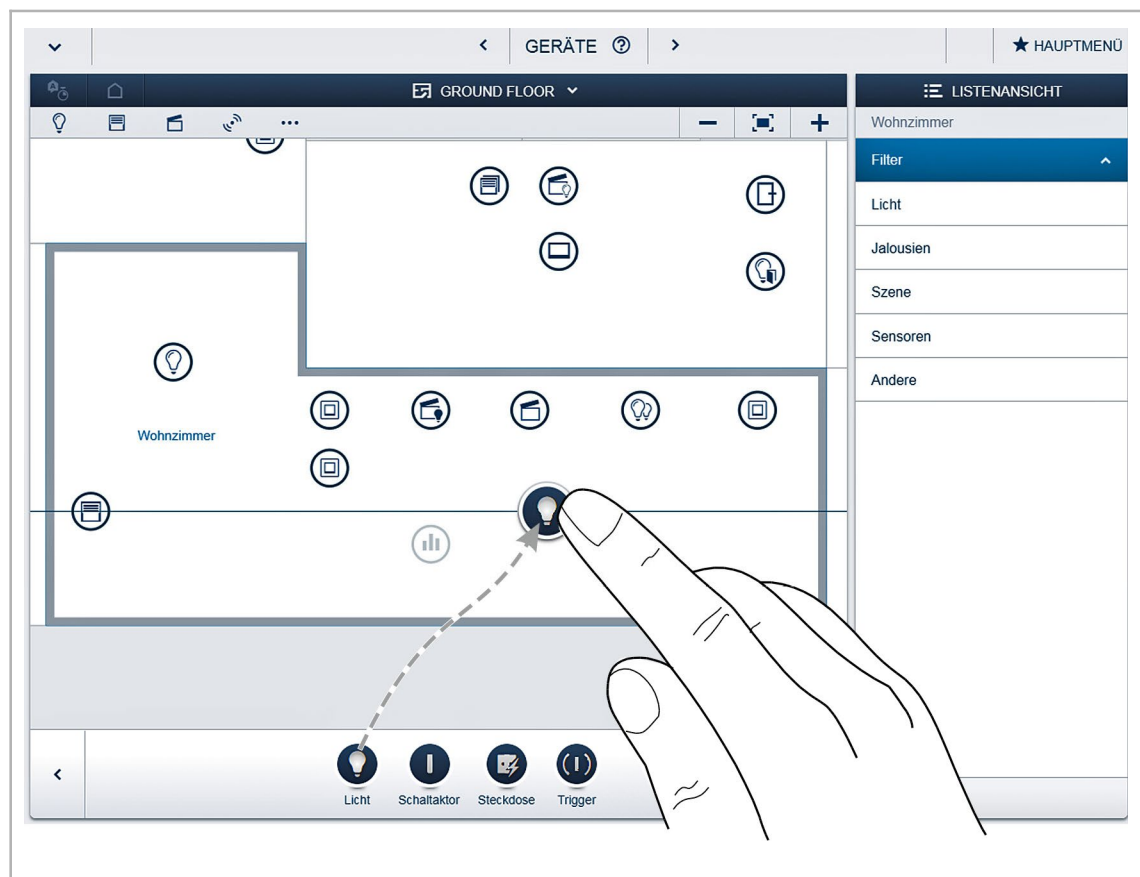 GERÄTE
HAUPTMENÜ
GROUND FLOOR
LISTENANSICHT
Wohnzimmer
Filter
Licht
Jalousien
Szene
Sensoren
Andere
Wohnzimmer
Licht
Schaltaktor
Steckdose
Trigger